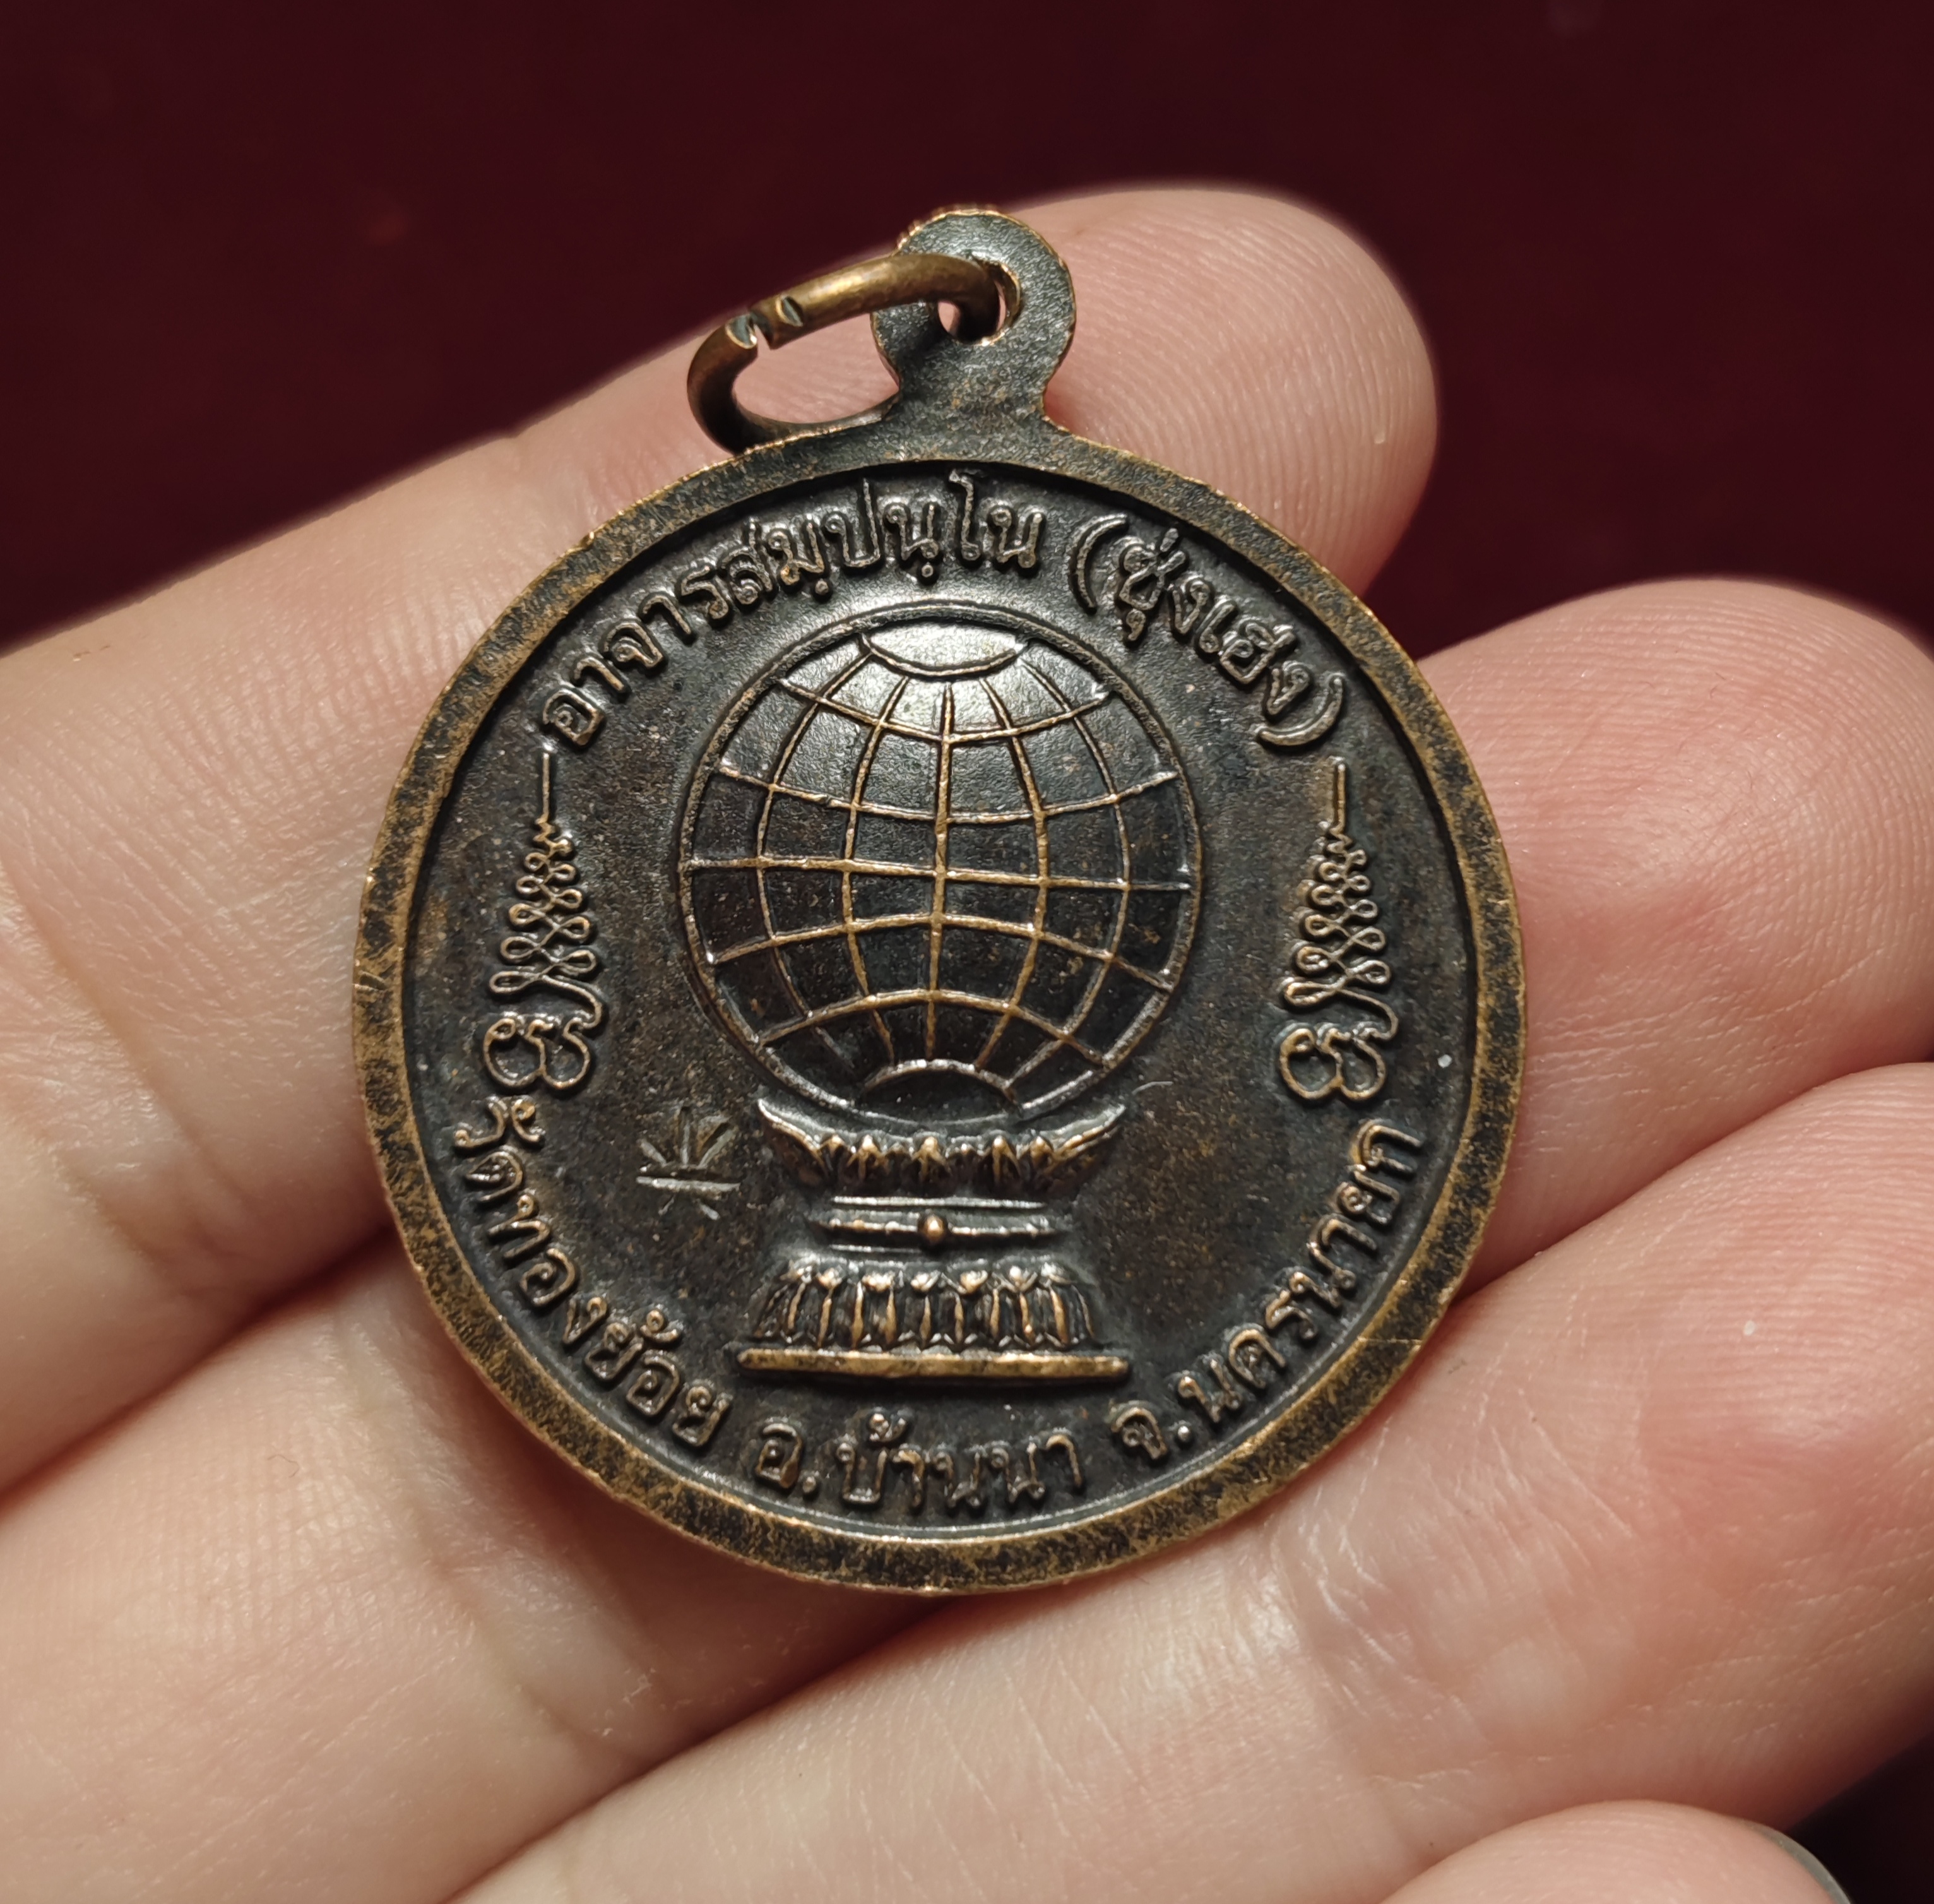 อาจารสมฺปนฺโน (ซุ่งเฮง)
วัดทองย้อย อ.บ้านนา จ.นครนายก